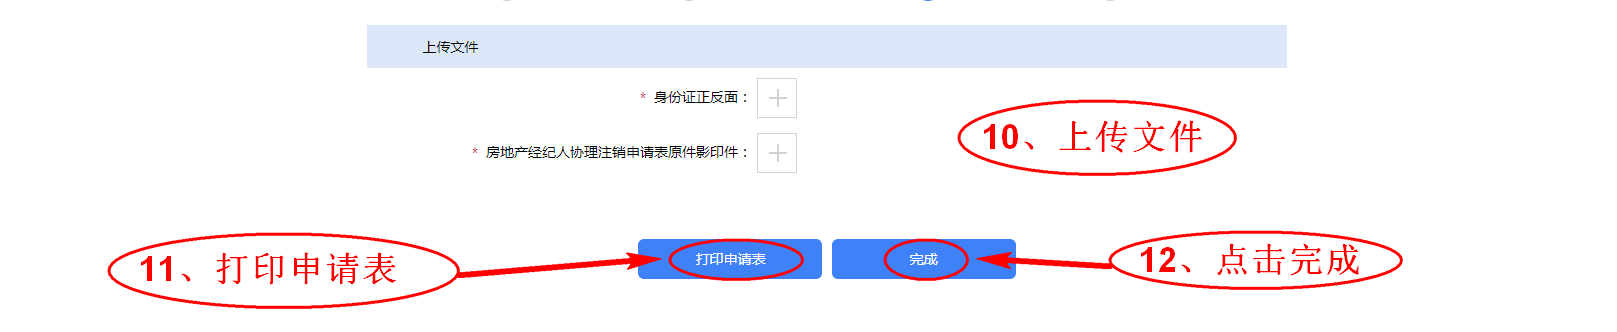 上传文件
* 身份证正反面：
10、上传文件
* 房地产经纪人协理注销申请表原件影印件：
11、打印申请表
打印申请表
完成
12、点击完成